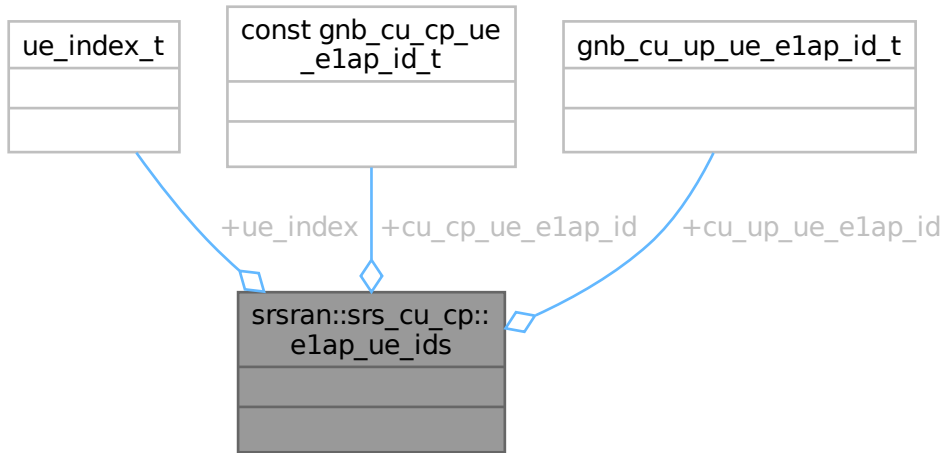 ue_index_t
const gnb_cu_cp_ue
_e1ap_id_t
gnb_cu_up_ue_e1ap_id_t
+ue_index
+cu_cp_ue_e1ap_id
+cu_up_ue_e1ap_id
srsran::srs_cu_cp::
e1ap_ue_ids